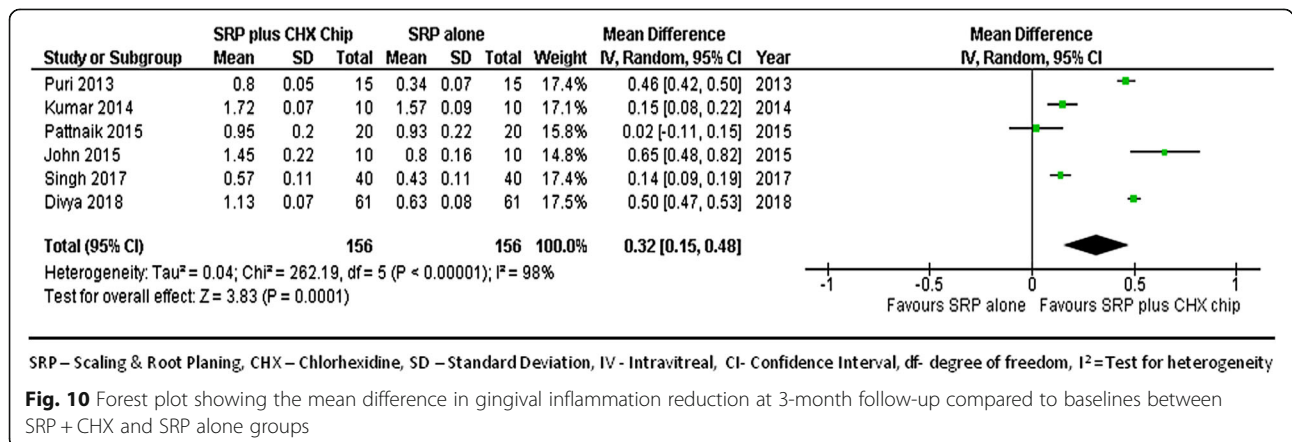 SRP plus CHX Chip SRP alone Mean Difference Mean Difference
Study or Subgroup Mean SD Total Mean SD Total Weight IV, Random, 95% CI Year IV, Random, 95% CI
Puri 2013 0.8 0.05 15 0.34 0.07 15 17.4% 0.46 [0.42, 0.50] 2013
Kumar 2014 1.72 0.07 10 1.57 0.09 10 17.1% 0.15 [0.08, 0.22] 2014
Pattnaik 2015 0.95 0.2 20 0.93 0.22 20 15.8% 0.02 [-0.11, 0.15] 2015
John 2015 1.45 0.22 10 0.8 0.16 10 14.8% 0.65 [0.48, 0.82] 2015
Singh 2017 0.57 0.11 40 0.43 0.11 40 17.4% 0.14 [0.09, 0.19] 2017
Divya 2018 1.13 0.07 61 0.63 0.08 61 17.5% 0.50 [0.47, 0.53] 2018
Total (95% CI) 156 156 100.0% 0.32 [0.15, 0.48]
Heterogeneity: Tau² = 0.04; Chi² = 262.19, df = 5 (P < 0.00001); I² = 98%
Test for overall effect: Z = 3.83 (P = 0.0001)
-1 -0.5 0 0.5 1
Favours SRP alone Favours SRP plus CHX chip
SRP – Scaling & Root Planing, CHX – Chlorhexidine, SD – Standard Deviation, IV - Intravitreal, CI- Confidence Interval, df- degree of freedom, I²=Test for heterogeneity
Fig. 10 Forest plot showing the mean difference in gingival inflammation reduction at 3-month follow-up compared to baselines between
SRP + CHX and SRP alone groups